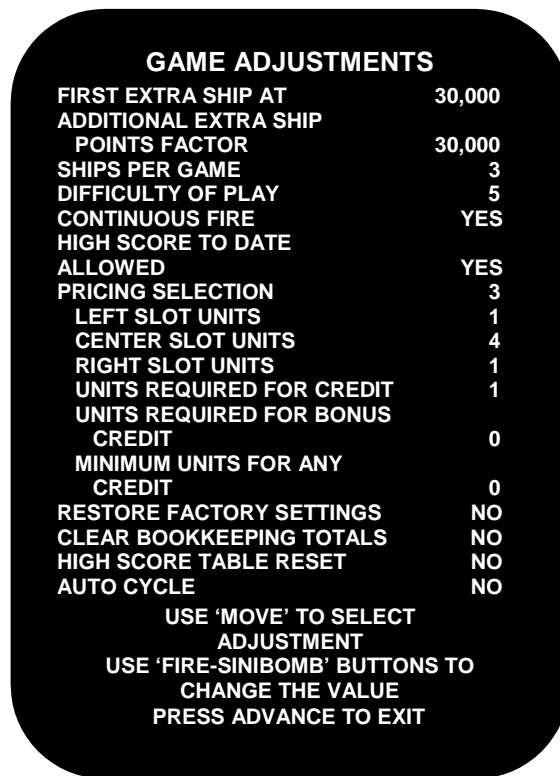 GAME ADJUSTMENTS
FIRST EXTRA SHIP AT 30,000
ADDITIONAL EXTRA SHIP
POINTS FACTOR 30,000
SHIPS PER GAME 3
DIFFICULTY OF PLAY 5
CONTINUOUS FIRE YES
HIGH SCORE TO DATE
ALLOWED YES
PRICING SELECTION 3
LEFT SLOT UNITS 1
CENTER SLOT UNITS 4
RIGHT SLOT UNITS 1
UNITS REQUIRED FOR CREDIT 1
UNITS REQUIRED FOR BONUS
CREDIT 0
MINIMUM UNITS FOR ANY
CREDIT 0
RESTORE FACTORY SETTINGS NO
CLEAR BOOKKEEPING TOTALS NO
HIGH SCORE TABLE RESET NO
AUTO CYCLE NO
USE ‘MOVE’ TO SELECT
ADJUSTMENT
USE ‘FIRE-SINIBOMB’ BUTTONS TO
CHANGE THE VALUE
PRESS ADVANCE TO EXIT